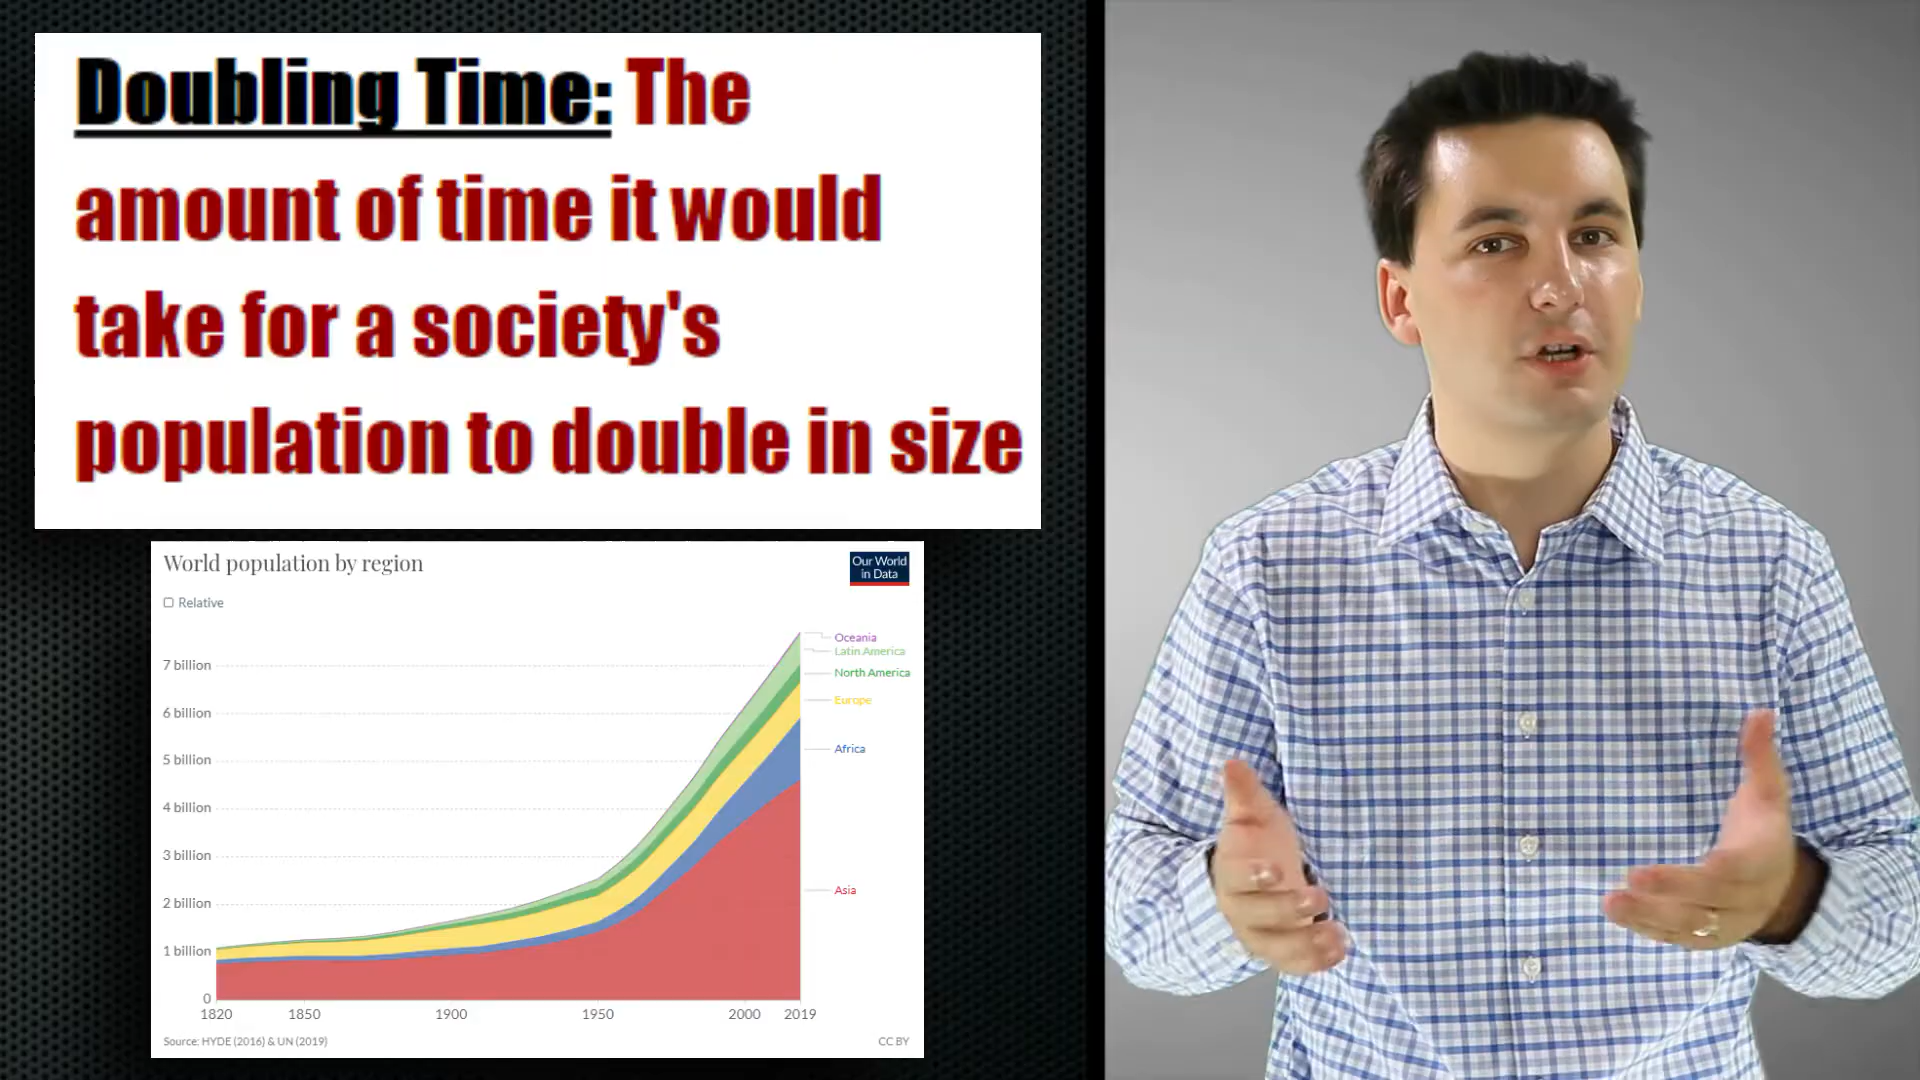 Doubling Time: The
amount of time it would
take for a society's
population to double in size
World population by region
Our World
in Data
Relative
7 billion
6 billion
5 billion
4 billion
3 billion
2 billion
1 billion
0
1820
1850
1900
1950
2000
2019
Oceania
Latin America
North America
Europe
Africa
Asia
Source: HYDE (2016) & UN (2019)
CC BY